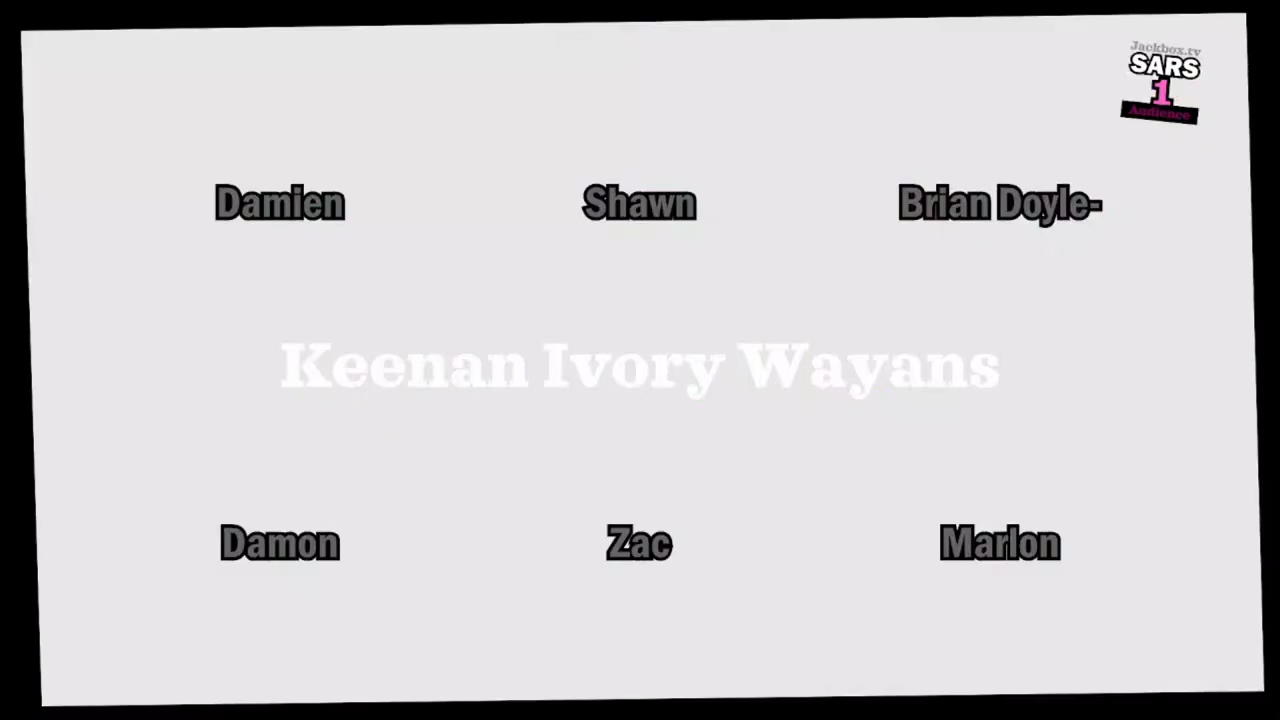 Jackbox.tv
SARS
1
Audience
Damien
Shawn
Brian Doyle-
Keenan Ivory Wayans
Damon
Zac
Marlon